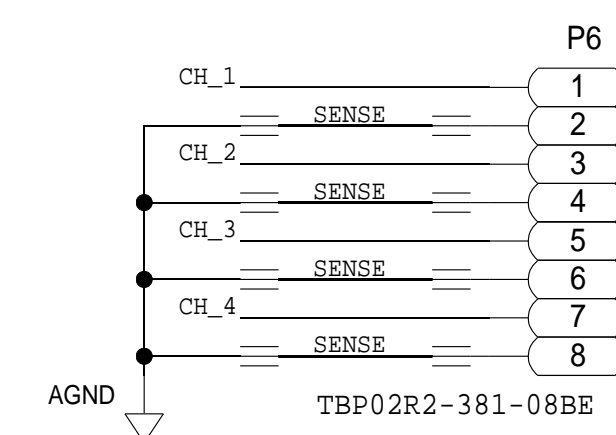 P6
CH_1 1
SENSE 2
CH_2 3
SENSE 4
CH_3 5
SENSE 6
CH_4 7
SENSE 8
AGND
TBP02R2-381-08BE